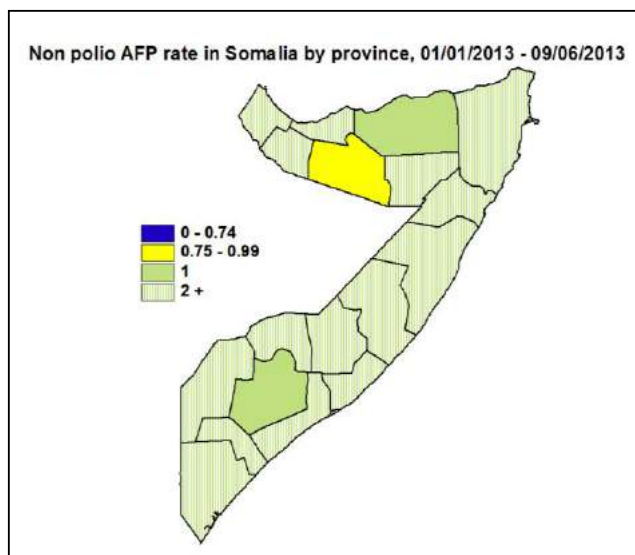 Non polio AFP rate in Somalia by province, 01/01/2013 - 09/06/2013
0 - 0.74
0.75 - 0.99
1
2 +